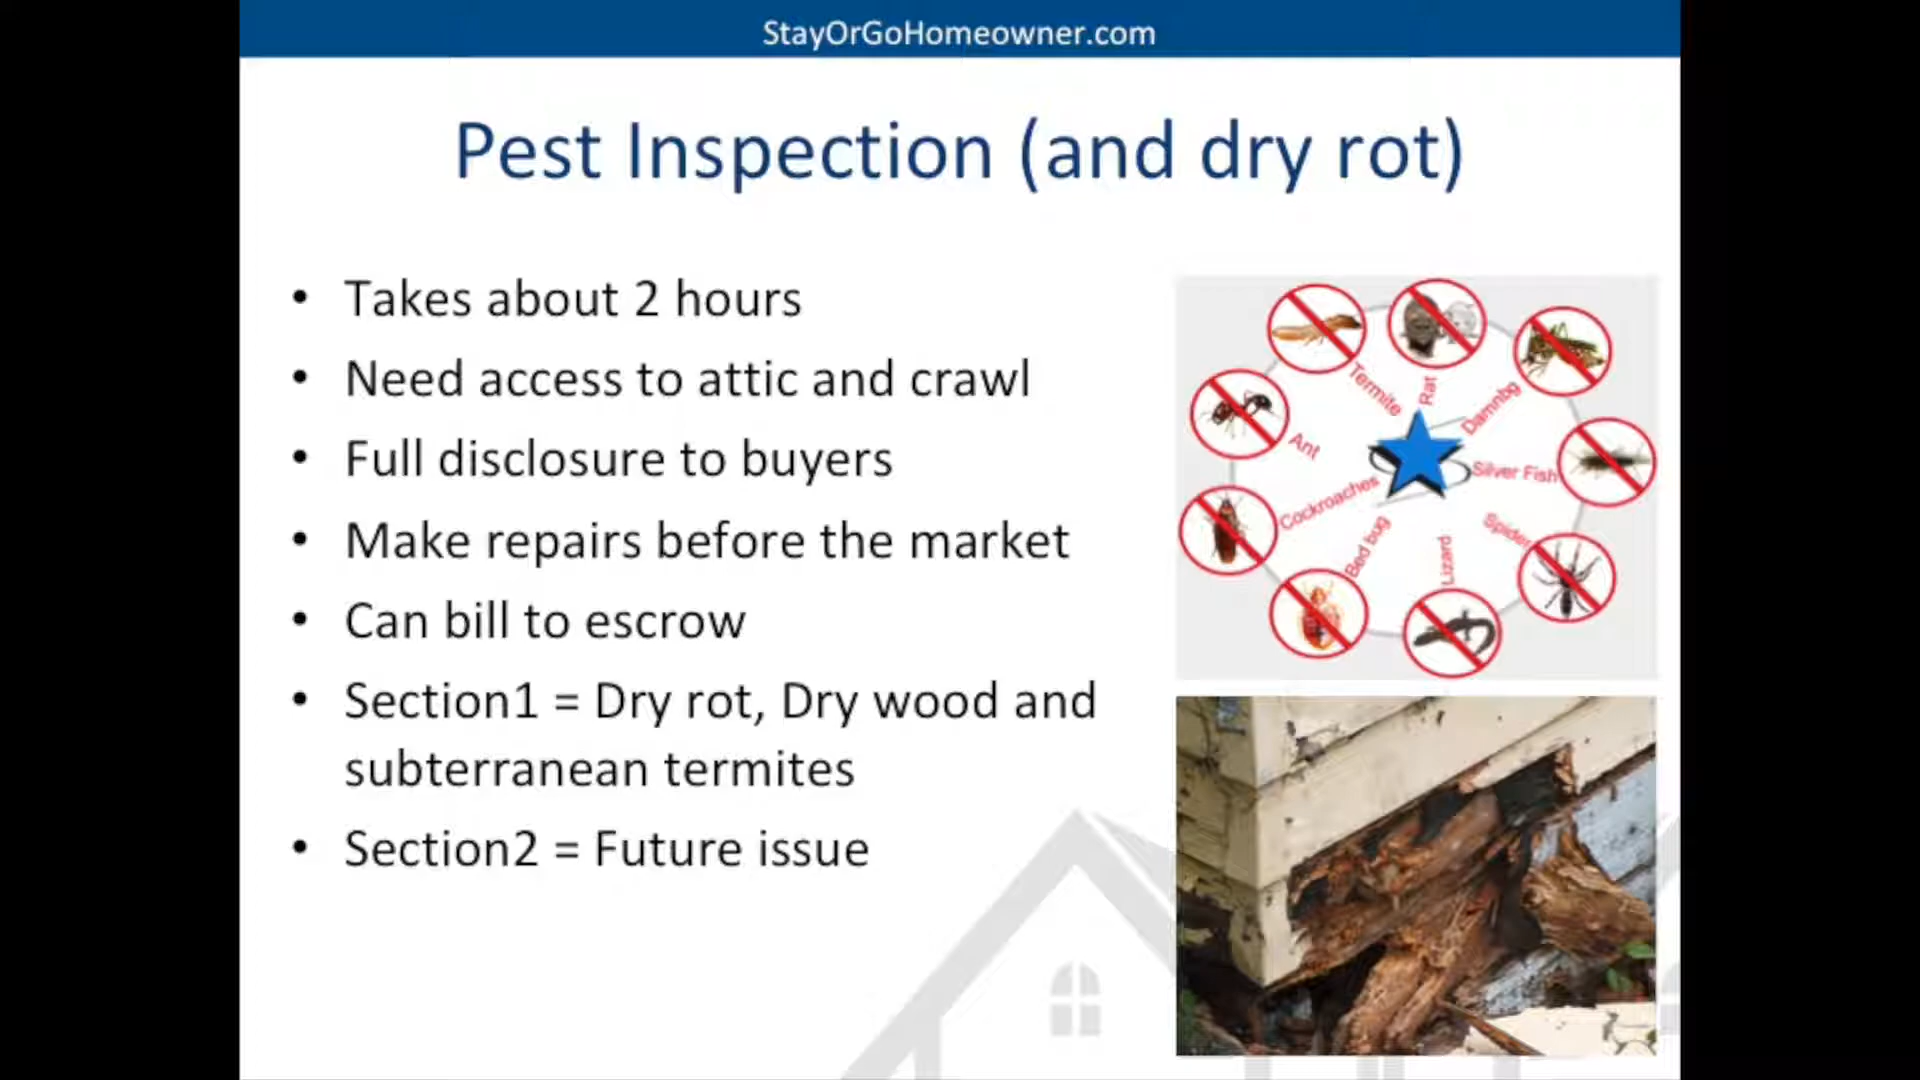 StayOrGoHomeowner.com
Pest Inspection (and dry rot)
• Takes about 2 hours
• Need access to attic and crawl
• Full disclosure to buyers
• Make repairs before the market
• Can bill to escrow
• Section1 = Dry rot, Dry wood and
subterranean termites
• Section2 = Future issue
Termite
Rat
Damnbg
Silver Fish
Spider
Lizard
Bed bug
Cockroaches
Ant